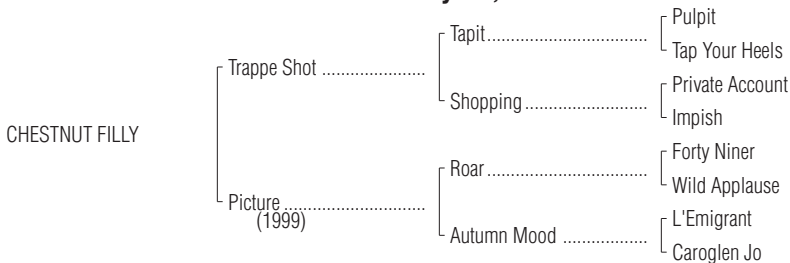 Pulpit
Tapit
Tap Your Heels
Trappe Shot
Private Account
Shopping
Impish
CHESTNUT FILLY
Forty Niner
Roar
Wild Applause
Picture
(1999)
L'Emigrant
Autumn Mood
Caroglen Jo